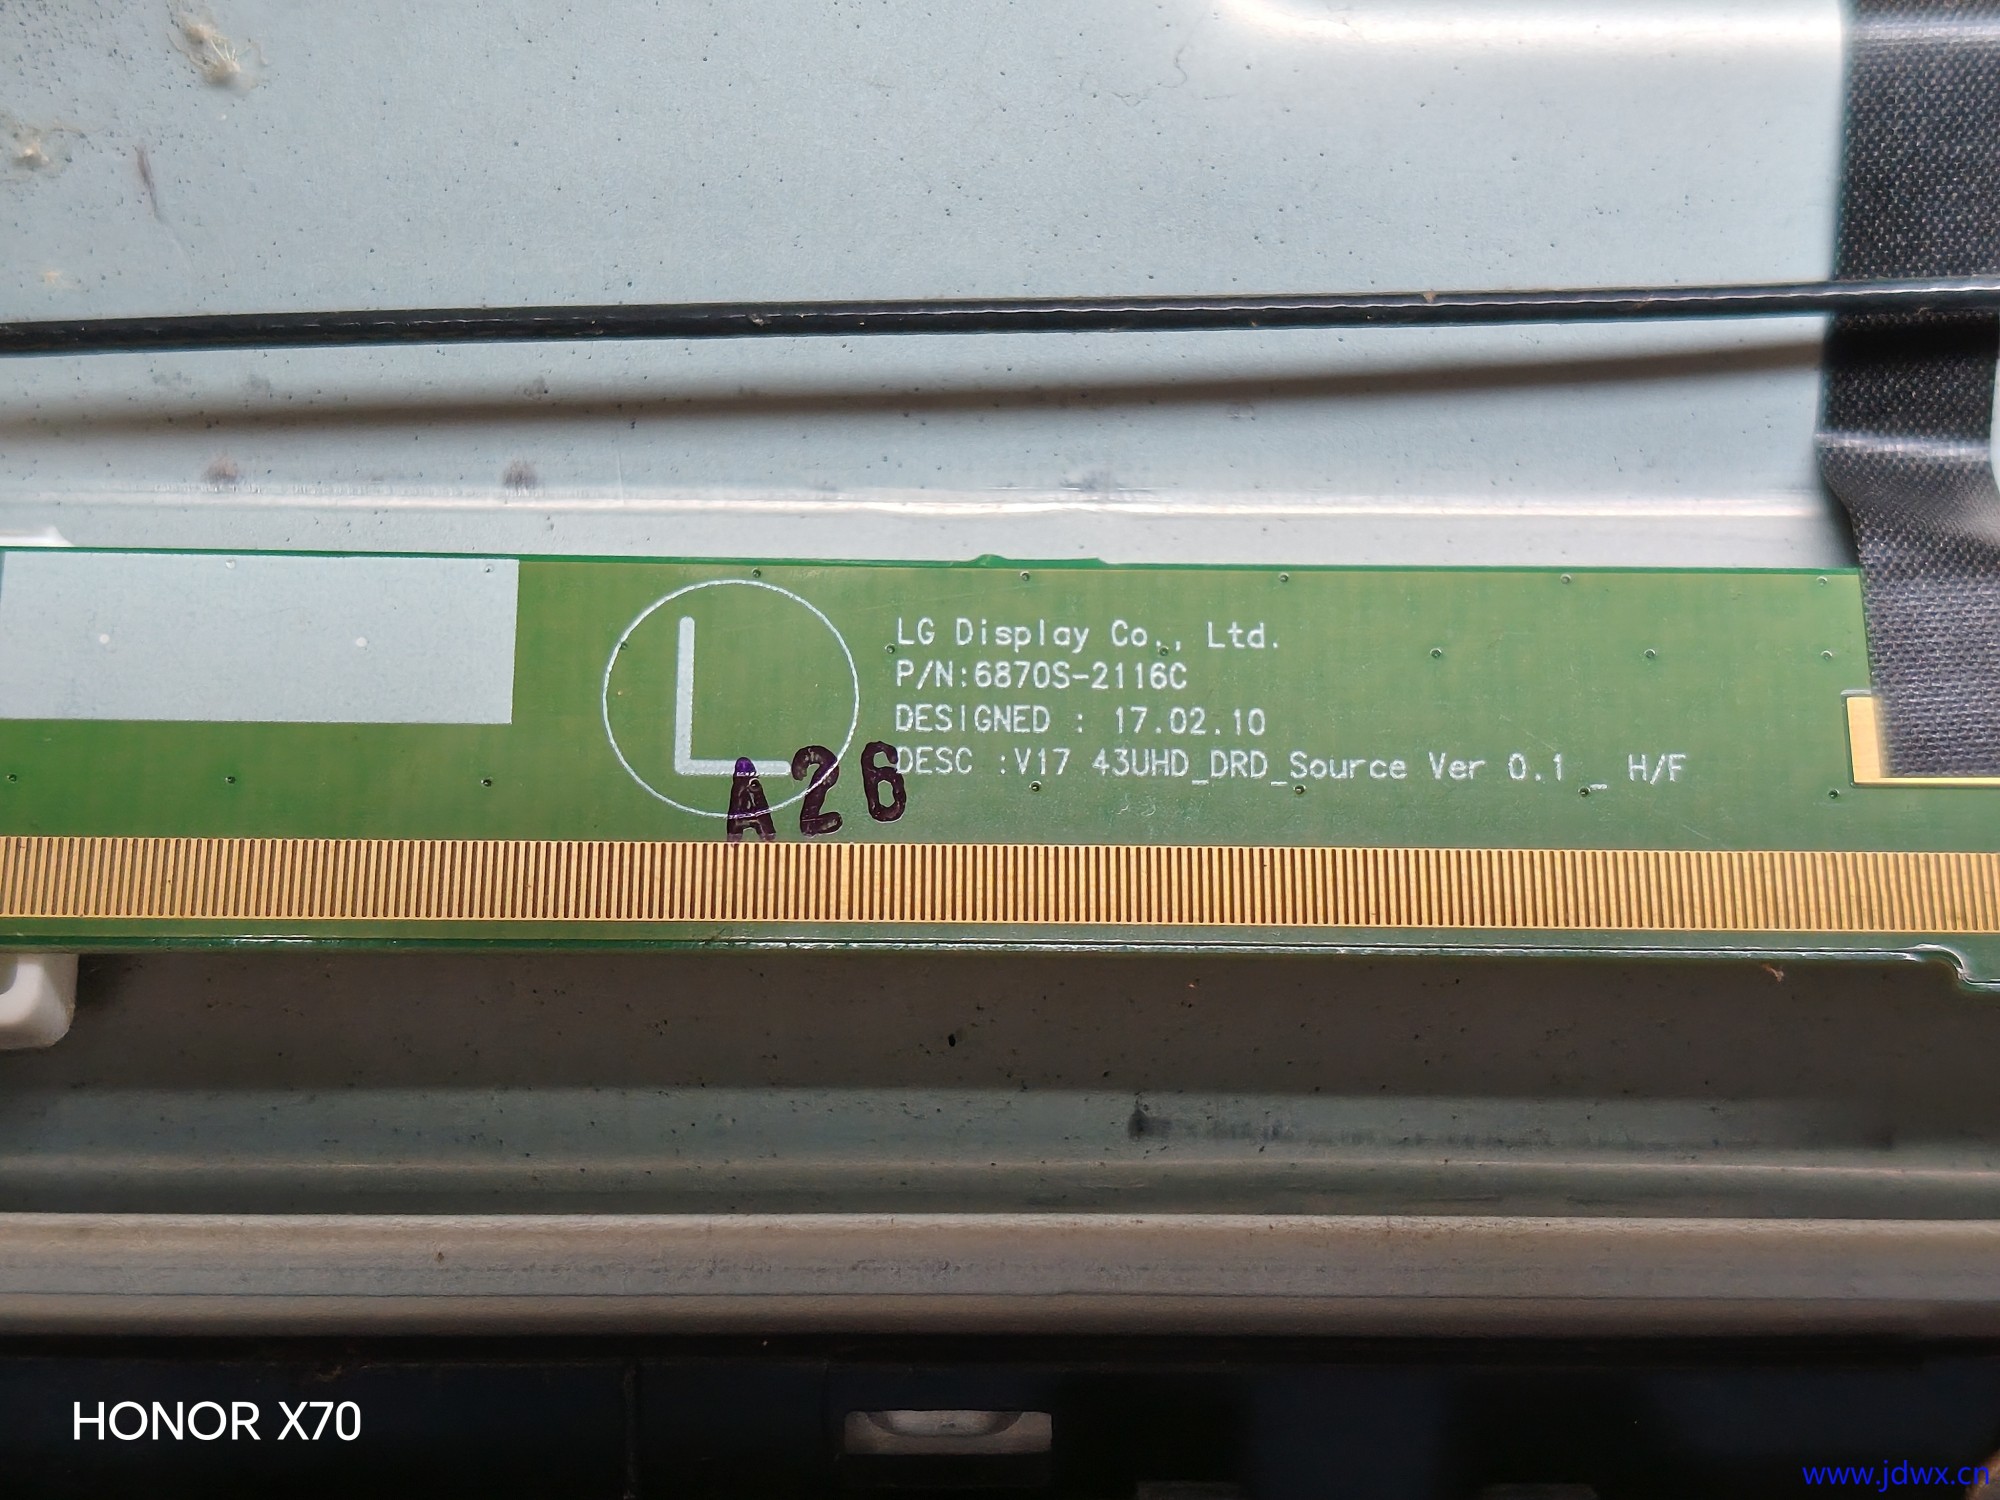 L
LG Display Co., Ltd.
P/N:6870S-2116C
DESIGNED : 17.02.10
DESC :V17 43UHD_DRD_Source Ver 0.1 _ H/F
A26
HONOR X70
www.jdwx.cn